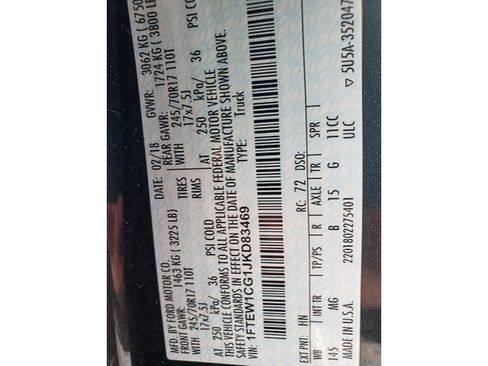 MFD. BY FORD MOTOR CO.
DATE: 02/18 GVWR: 3062 KG ( 6750
FRONT GAWR: REAR GAWR:
1463 KG ( 3225 LB) 1724 KG ( 3800 LB
WITH WITH
245/70R17 110T TIRES 245/70R17 110T
17x7.5J RIMS 17x7.5J
AT 250 kPa/ 36 PSI COLD AT 250 kPa/ 36 PSI COL
THIS VEHICLE CONFORMS TO ALL APPLICABLE FEDERAL MOTOR VEHICLE
SAFETY STANDARDS IN EFFECT ON THE DATE OF MANUFACTURE SHOWN ABOVE.
VIN: 1FTEW1CG1JKD83469 TYPE: Truck
EXT PNT: HN RC: 72 DSO:
WB INT TR TP/PS R AXLE TR SPR
145 MG B 15 G 11CC
2201802275401 ULC
5U5A-352047